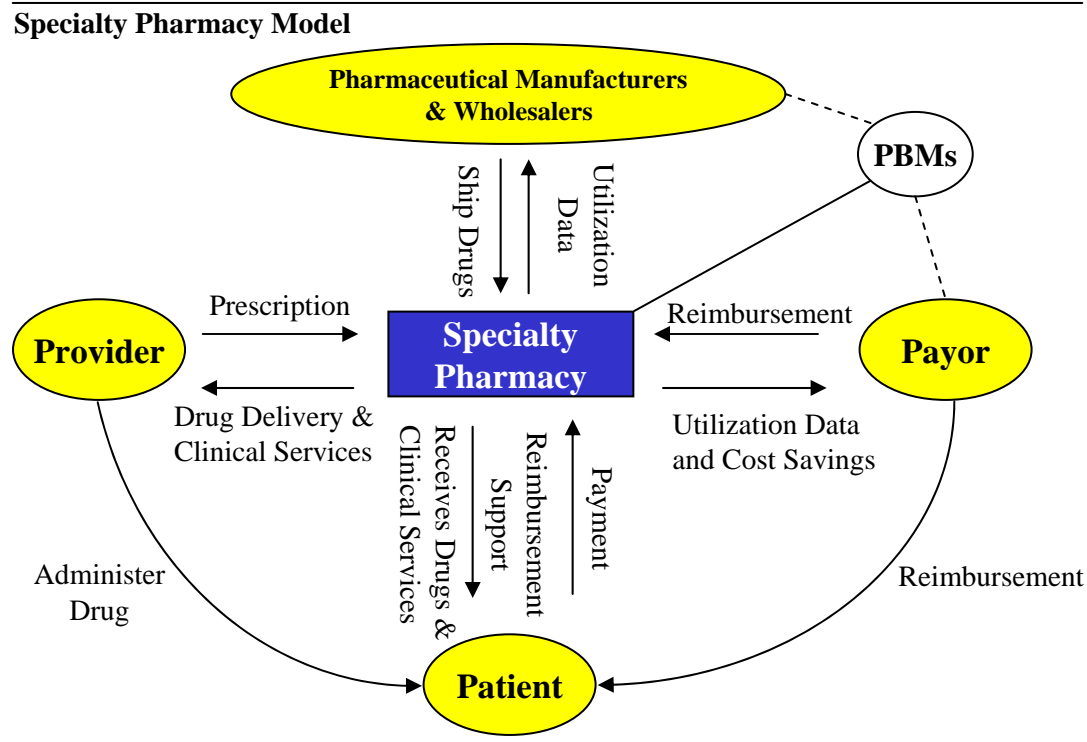 Specialty Pharmacy Model
Pharmaceutical Manufacturers
& Wholesalers
PBMs
Ship Drugs
Utilization
Data
Prescription
Reimbursement
Provider
Specialty
Pharmacy
Payor
Drug Delivery &
Clinical Services
Utilization Data
and Cost Savings
Receives Drugs &
Clinical Services
Reimbursement
Support
Payment
Administer
Drug
Reimbursement
Patient